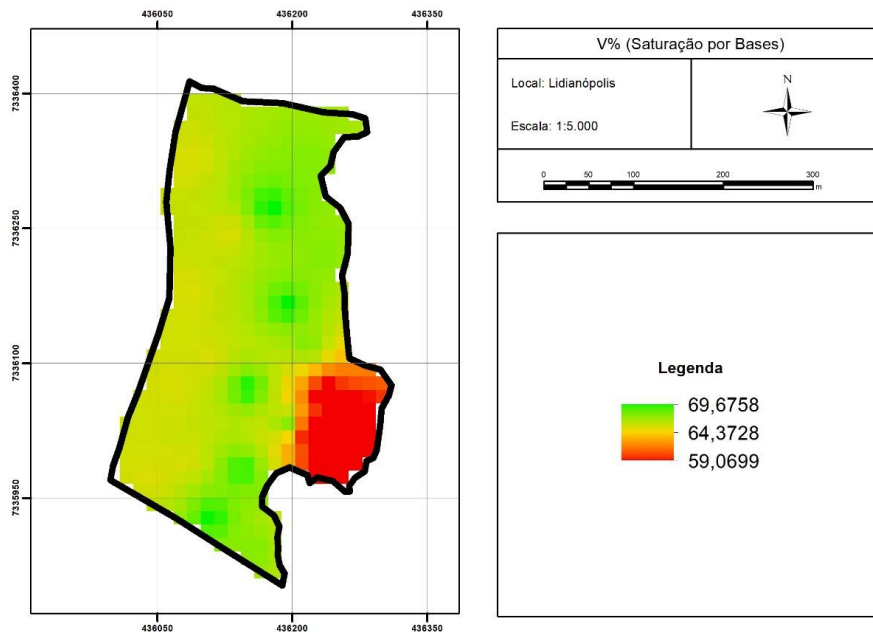 436050 436200 436350
7336400
7336250
7336100
7335950
436050 436200 436350
V% (Saturação por Bases)
Local: Lidianópolis
Escala: 1:5.000
N
0 50 100 200 300
m
Legenda
69,6758
64,3728
59,0699